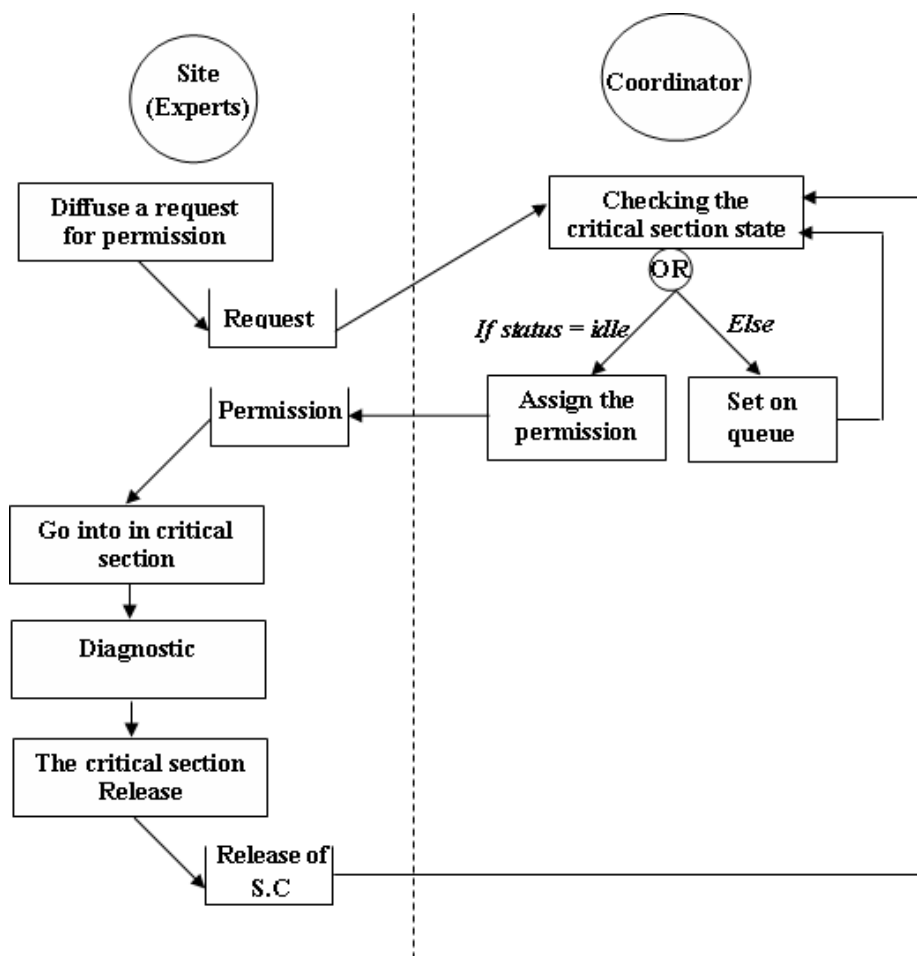 Site
(Experts)
Coordinator
Diffuse a request
for permission
Checking the
critical section state
OR
Request
If status = idle
Else
Permission
Assign the
permission
Set on
queue
Go into in critical
section
Diagnostic
The critical section
Release
Release of
S.C